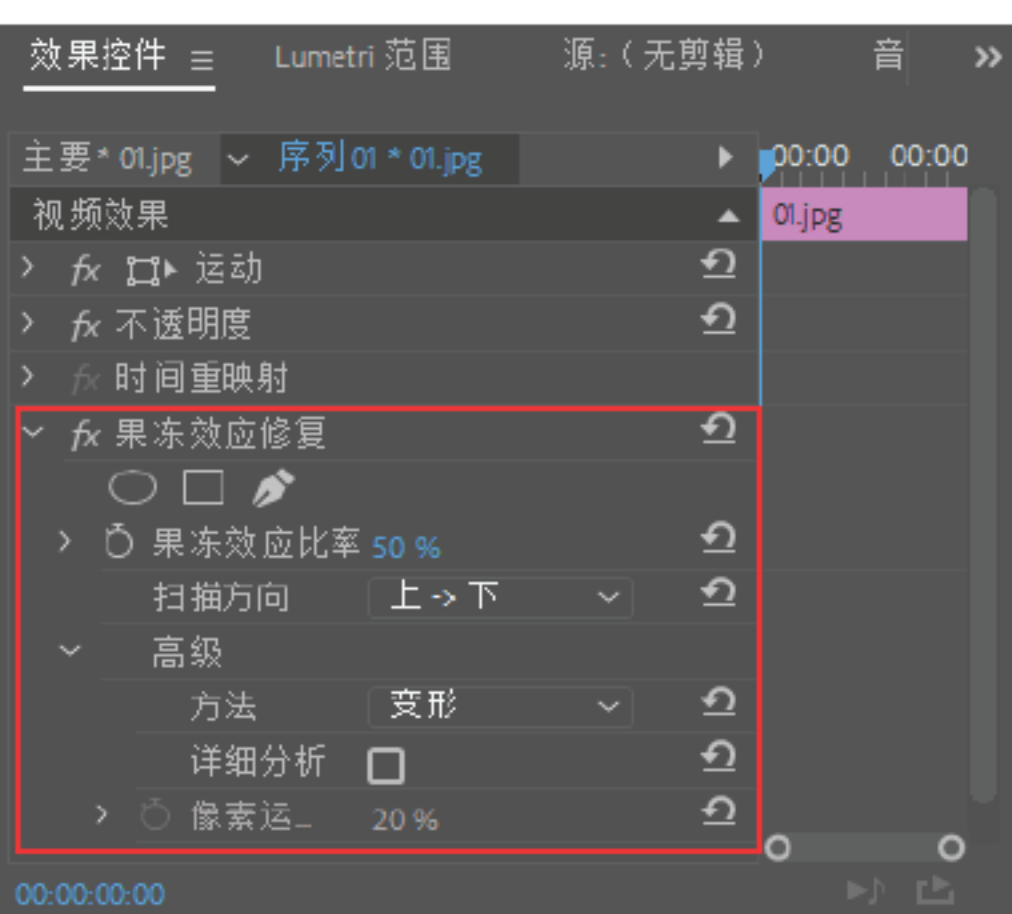 效果控件 Lumetri 范围 源:（无剪辑） 音
主要* 01.jpg 序列 01 * 01.jpg 00:00 00:00
视频效果 01.jpg
fx 运动
fx 不透明度
fx 时间重映射
fx 果冻效应修复
果冻效应比率 50 %
扫描方向 上 -> 下
高级
方法 变形
详细分析
像素运... 20 %
00:00:00:00